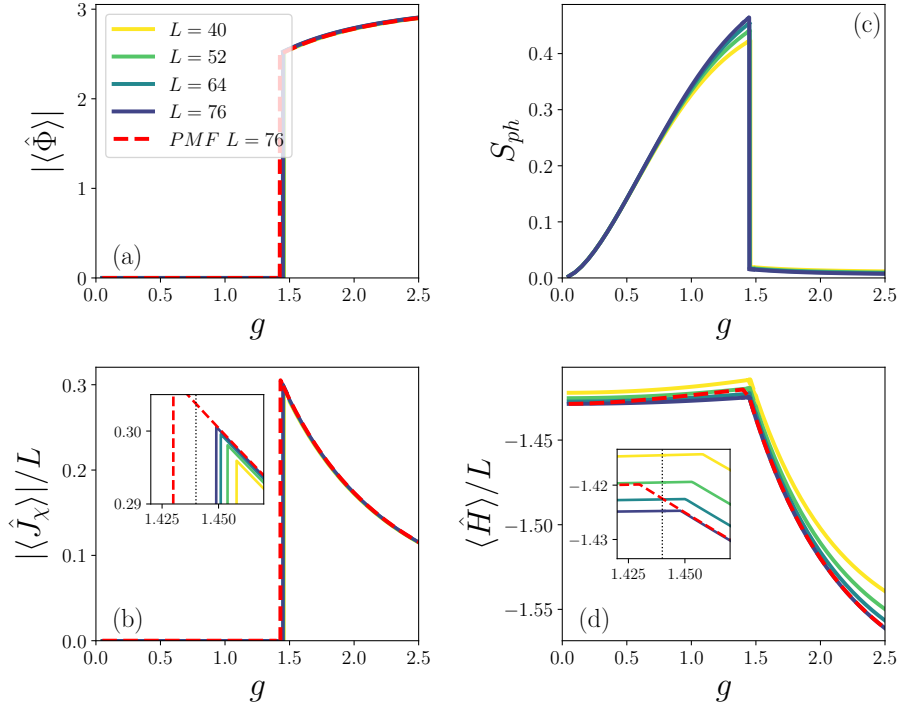 3
2
1
0
|⟨Φ̂⟩|
L = 40
L = 52
L = 64
L = 76
PMF L = 76
(a)
0.0 0.5 1.0 1.5 2.0 2.5
g
0.4
0.3
0.2
0.1
0.0
S_{ph}
(c)
0.0 0.5 1.0 1.5 2.0 2.5
g
0.3
0.2
0.1
0.0
|⟨Ĵ_χ⟩|/L
0.30
0.29
1.425 1.450
(b)
0.0 0.5 1.0 1.5 2.0 2.5
g
−1.45
−1.50
−1.55
⟨Ĥ⟩/L
−1.42
−1.43
1.425 1.450
(d)
0.0 0.5 1.0 1.5 2.0 2.5
g